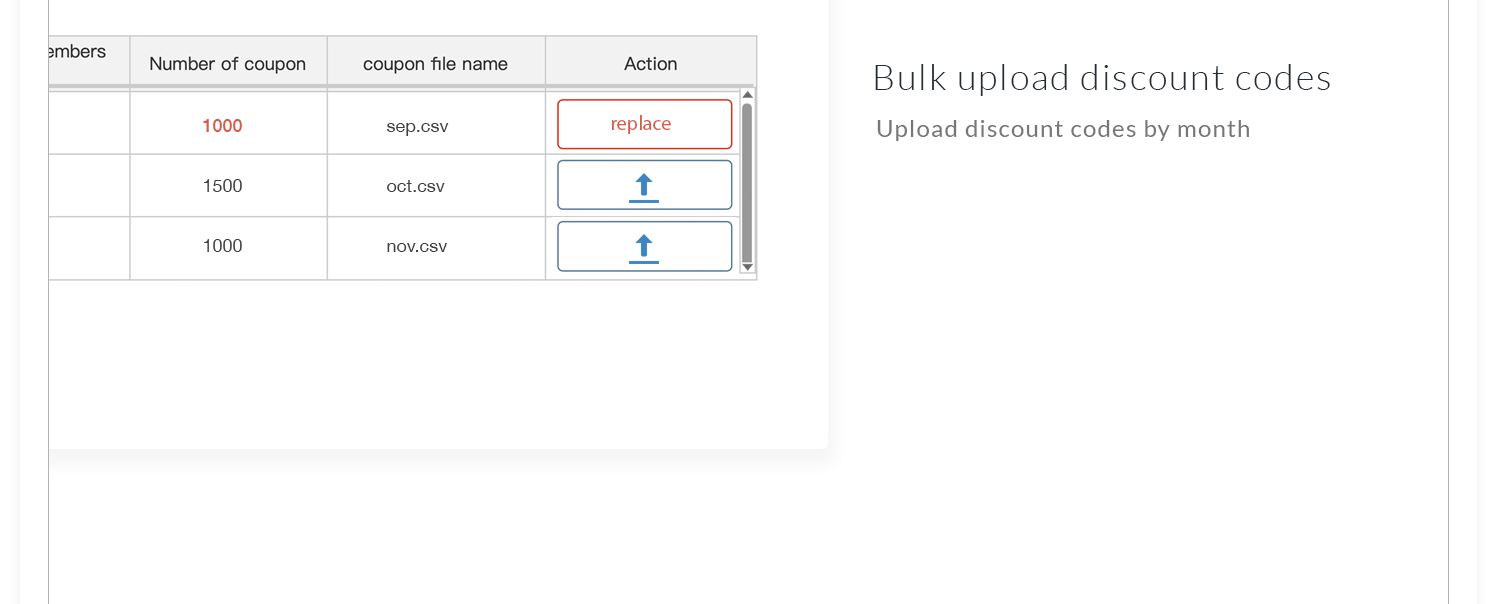 embers
Number of coupon
coupon file name
Action
1000
sep.csv
replace
1500
oct.csv
1000
nov.csv
Bulk upload discount codes
Upload discount codes by month